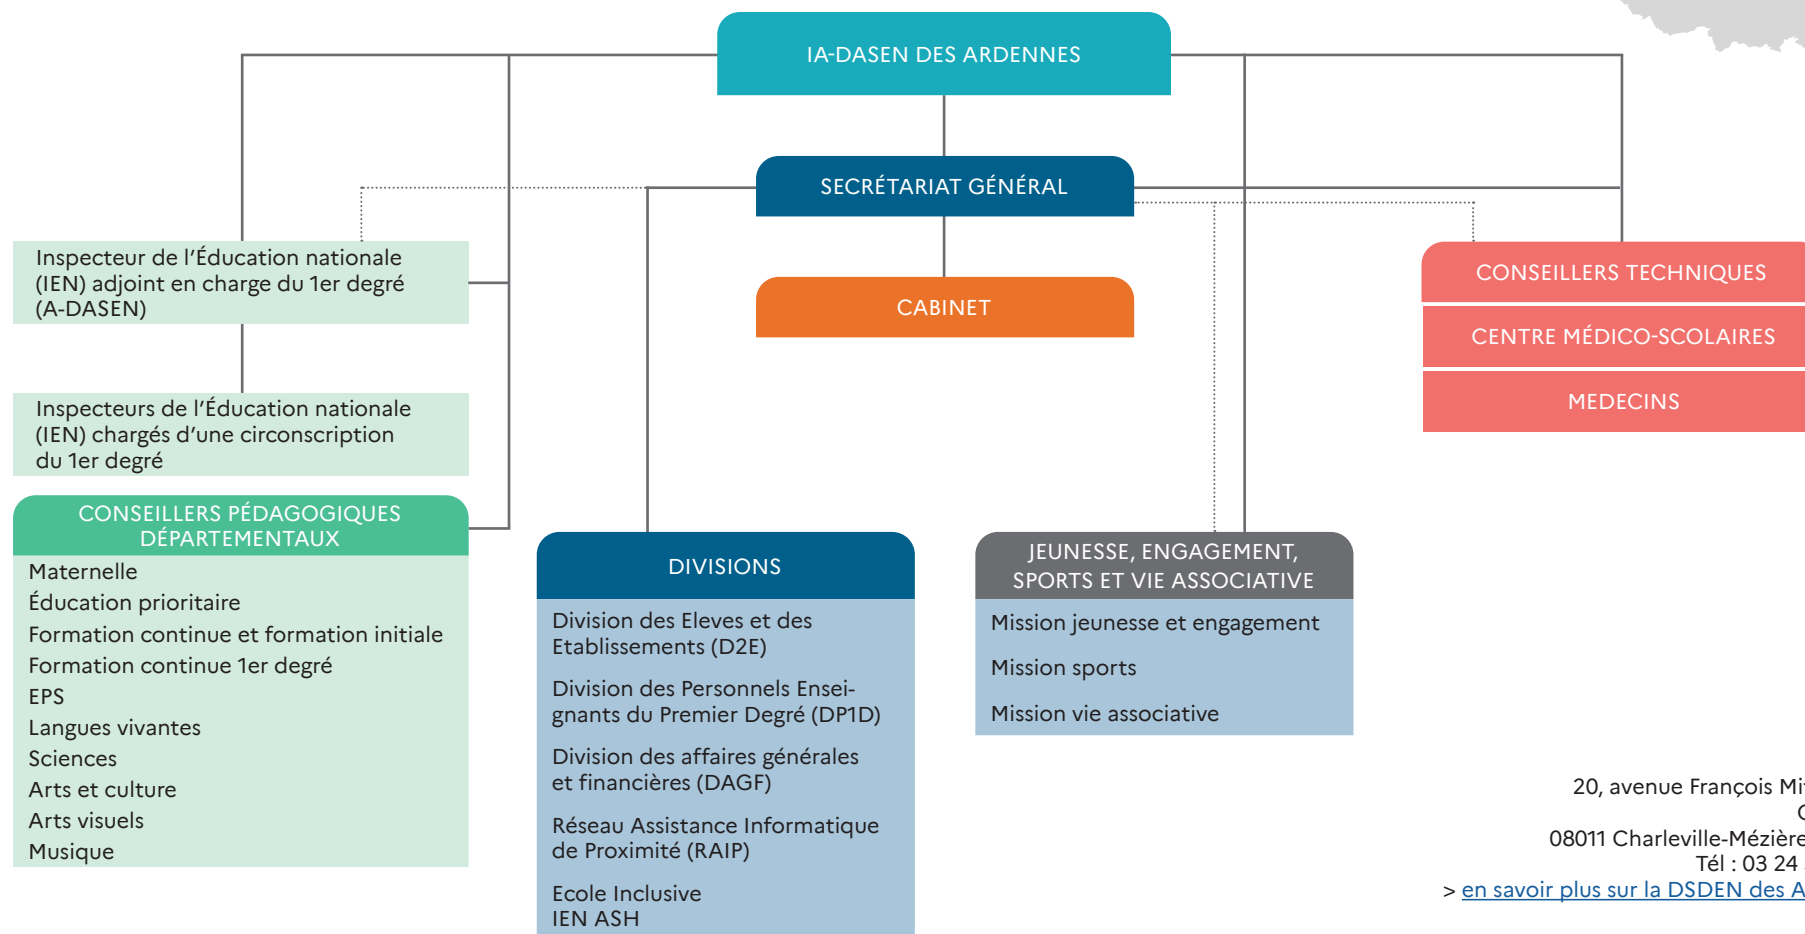 IA-DASEN DES ARDENNES
SECRÉTARIAT GÉNÉRAL
CABINET
Inspecteur de l'Éducation nationale
(IEN) adjoint en charge du 1er degré
(A-DASEN)
Inspecteurs de l'Éducation nationale
(IEN) chargés d'une circonscription
du 1er degré
CONSEILLERS PÉDAGOGIQUES
DÉPARTEMENTAUX
Maternelle
Éducation prioritaire
Formation continue et formation initiale
Formation continue 1er degré
EPS
Langues vivantes
Sciences
Arts et culture
Arts visuels
Musique
DIVISIONS
Division des Eleves et des
Etablissements (D2E)
Division des Personnels Ensei-
gnants du Premier Degré (DP1D)
Division des affaires générales
et financières (DAGF)
Réseau Assistance Informatique
de Proximité (RAIP)
Ecole Inclusive
IEN ASH
JEUNESSE, ENGAGEMENT,
SPORTS ET VIE ASSOCIATIVE
Mission jeunesse et engagement
Mission sports
Mission vie associative
CONSEILLERS TECHNIQUES
CENTRE MÉDICO-SCOLAIRES
MEDECINS
20, avenue François
08011 Charleville-Mézière
Tél : 03 24
> en savoir plus sur la DSDEN des A